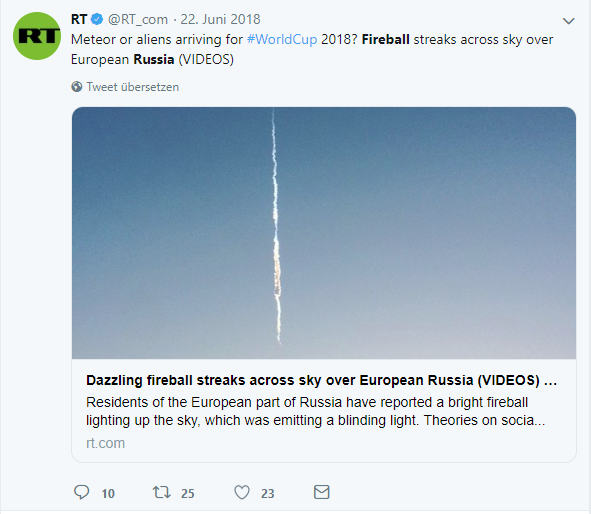 RT
RT @RT_com · 22. Juni 2018
Meteor or aliens arriving for #WorldCup 2018? Fireball streaks across sky over
European Russia (VIDEOS)
Tweet übersetzen
Dazzling fireball streaks across sky over European Russia (VIDEOS) ...
Residents of the European part of Russia have reported a bright fireball
lighting up the sky, which was emitting a blinding light. Theories on socia...
rt.com
10 25 23